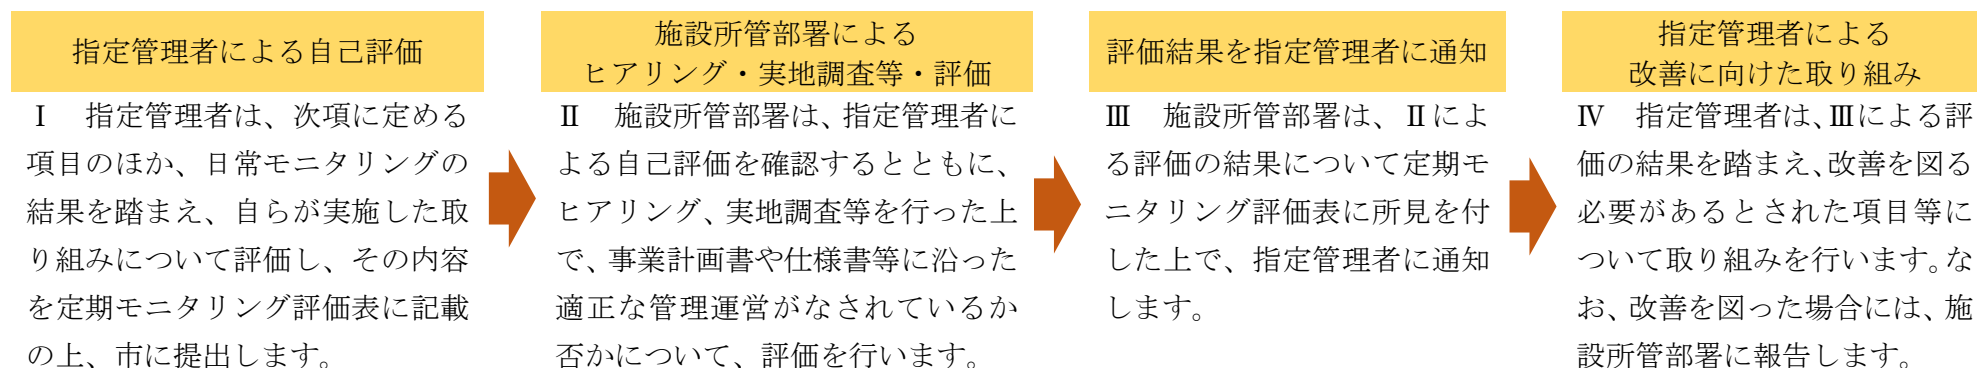 指定管理者による自己評価
Ⅰ　指定管理者は、次項に定める
項目のほか、日常モニタリングの
結果を踏まえ、自らが実施した取
り組みについて評価し、その内容
を定期モニタリング評価表に記載
の上、市に提出します。
施設所管部署による
ヒアリング・実地調査等・評価
Ⅱ　施設所管部署は、指定管理者に
よる自己評価を確認するとともに、
ヒアリング、実地調査等を行った上
で、事業計画書や仕様書等に沿った
適正な管理運営がなされているか
否かについて、評価を行います。
評価結果を指定管理者に通知
Ⅲ　施設所管部署は、Ⅱによ
る評価の結果について定期モ
ニタリング評価表に所見を付
した上で、指定管理者に通知
します。
指定管理者による
改善に向けた取り組み
Ⅳ　指定管理者は、Ⅲによる評
価の結果を踏まえ、改善を図る
必要があるとされた項目等に
ついて取り組みを行います。な
お、改善を図った場合には、施
設所管部署に報告します。